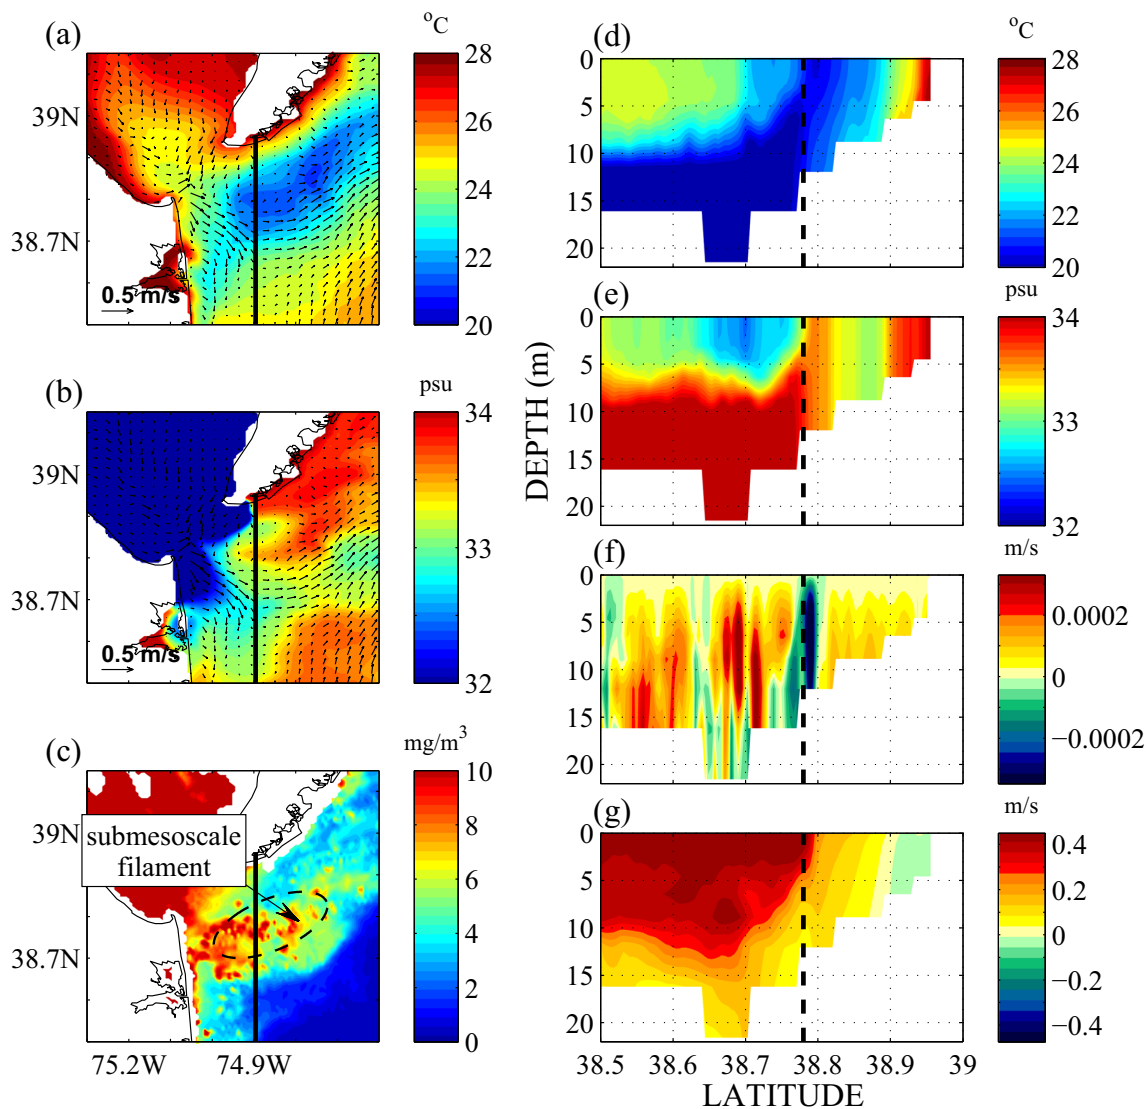 (a)
°C
28
26
24
22
20
39N
38.7N
0.5 m/s
(b)
psu
34
33
32
39N
38.7N
0.5 m/s
(c)
mg/m³
10
8
6
4
2
0
39N
38.7N
submesoscale
filament
75.2W
74.9W
(d)
°C
0
5
10
15
20
28
26
24
22
20
(e)
psu
0
5
10
15
20
34
33
32
DEPTH (m)
(f)
m/s
0
5
10
15
20
0.0002
0
−0.0002
(g)
m/s
0
5
10
15
20
0.4
0.2
0
−0.2
−0.4
38.5
38.6
38.7
38.8
38.9
39
LATITUDE